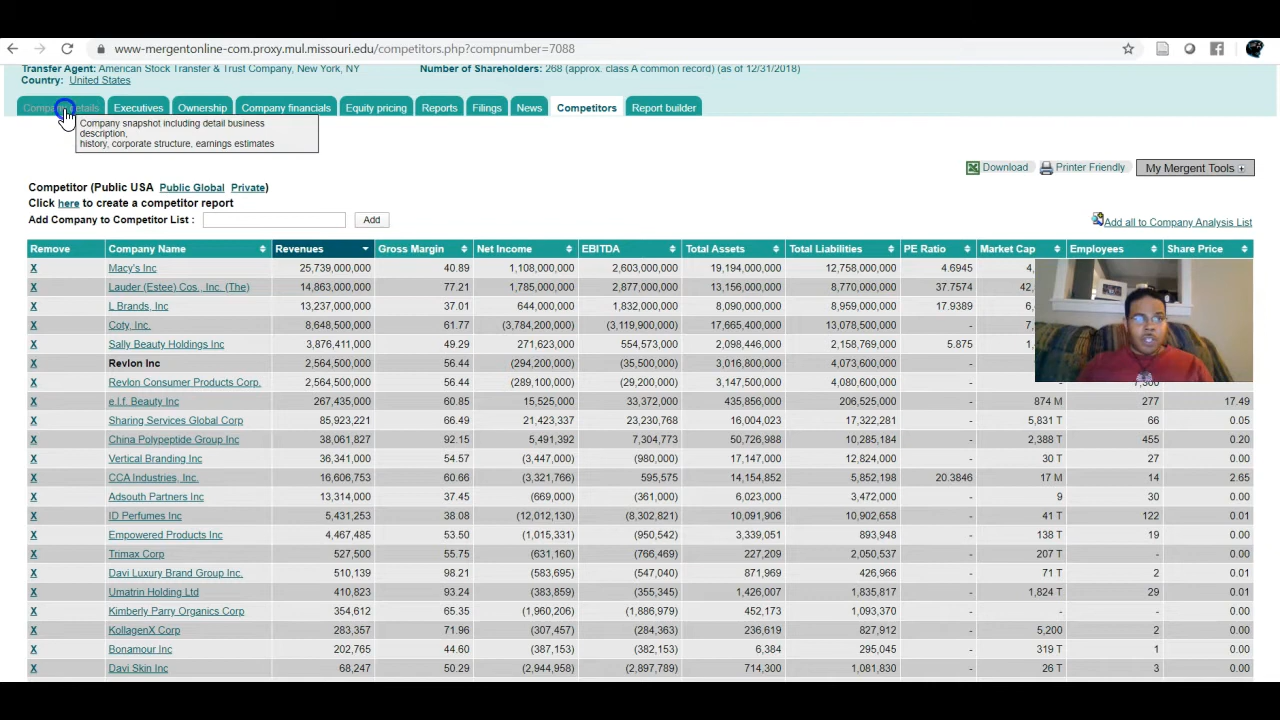 www-mergentonline-com.proxy.mul.missouri.edu/competitors.php?compnumber=7088
Transfer Agent: American Stock Transfer & Trust Company, New York, NY Number of Shareholders: 268 (approx. class A common record) (as of 12/31/2018)
Country: United States
Company details Executives Ownership Company financials Equity pricing Reports Filings News Competitors Report builder
Company snapshot including detail business
description,
history, corporate structure, earnings estimates
Download Printer Friendly My Mergent Tools +
Competitor (Public USA Public Global Private)
Click here to create a competitor report
Add Company to Competitor List : Add
Add all to Company Analysis List
Remove Company Name Revenues Gross Margin Net Income EBITDA Total Assets Total Liabilities PE Ratio Market Cap Employees Share Price
X Macy's Inc 25,739,000,000 40.89 1,108,000,000 2,603,000,000 19,194,000,000 12,758,000,000 4.6945 4,
X Lauder (Estee) Cos., Inc. (The) 14,863,000,000 77.21 1,785,000,000 2,877,000,000 13,156,000,000 8,770,000,000 37.7574 42,
X L Brands, Inc 13,237,000,000 37.01 644,000,000 1,832,000,000 8,090,000,000 8,959,000,000 17.9389 6,
X Coty, Inc. 8,648,500,000 61.77 (3,784,200,000) (3,119,900,000) 17,665,400,000 13,078,500,000 - 7,
X Sally Beauty Holdings Inc 3,876,411,000 49.29 271,623,000 554,573,000 2,098,446,000 2,158,769,000 5.875 1,
X Revlon Inc 2,564,500,000 56.44 (294,200,000) (35,500,000) 3,016,800,000 4,073,600,000 -
X Revlon Consumer Products Corp. 2,564,500,000 56.44 (289,100,000) (29,200,000) 3,147,500,000 4,080,600,000 - - 7,300
X e.l.f. Beauty Inc 267,435,000 60.85 15,525,000 33,372,000 435,856,000 206,525,000 - 874 M 277 17.49
X Sharing Services Global Corp 85,923,221 66.49 21,423,337 23,230,768 16,004,023 17,322,281 - 5,831 T 66 0.05
X China Polypeptide Group Inc 38,061,827 92.15 5,491,392 7,304,773 50,726,988 10,285,184 - 2,388 T 455 0.20
X Vertical Branding Inc 36,341,000 54.57 (3,447,000) (980,000) 17,147,000 12,824,000 - 30 T 27 0.00
X CCA Industries, Inc. 16,606,753 60.66 (3,321,766) 595,575 14,154,852 5,852,198 20.3846 17 M 14 2.65
X Adsouth Partners Inc 13,314,000 37.45 (669,000) (361,000) 6,023,000 3,472,000 - 9 30 0.00
X ID Perfumes Inc 5,431,253 38.08 (12,012,130) (8,302,821) 10,091,906 10,902,658 - 41 T 122 0.01
X Empowered Products Inc 4,467,485 53.50 (1,015,331) (950,542) 3,339,051 893,948 - 138 T 19 0.00
X Trimax Corp 527,500 55.75 (631,160) (766,469) 227,209 2,050,537 - 207 T - 0.00
X Davi Luxury Brand Group Inc. 510,139 98.21 (583,695) (547,040) 871,969 426,966 - 71 T 2 0.01
X Umatrin Holding Ltd 410,823 93.24 (383,859) (355,345) 1,426,007 1,835,817 - 1,824 T 29 0.01
X Kimberly Parry Organics Corp 354,612 65.35 (1,960,206) (1,886,979) 452,173 1,093,370 - - - 0.00
X KollagenX Corp 283,357 71.96 (307,457) (284,363) 236,619 827,912 - 5,200 2 0.00
X Bonamour Inc 202,765 44.60 (387,153) (382,153) 6,384 295,045 - 319 T 1 0.00
X Davi Skin Inc 68,247 50.29 (2,944,958) (2,897,789) 714,300 1,081,830 - 26 T 3 0.00